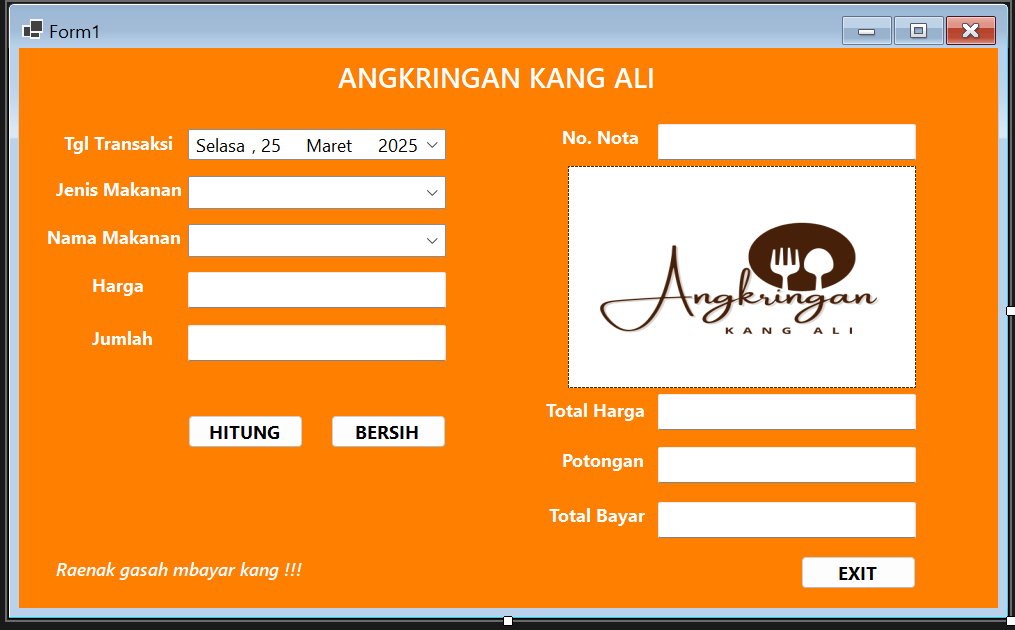 Form1
ANGKRINGAN KANG ALI
Tgl Transaksi
Selasa , 25 Maret 2025
No. Nota
Jenis Makanan
Nama Makanan
Harga
Jumlah
Angkringan
KANG ALI
HITUNG
BERSIH
Total Harga
Potongan
Total Bayar
Raenak gasah mbayar kang !!!
EXIT